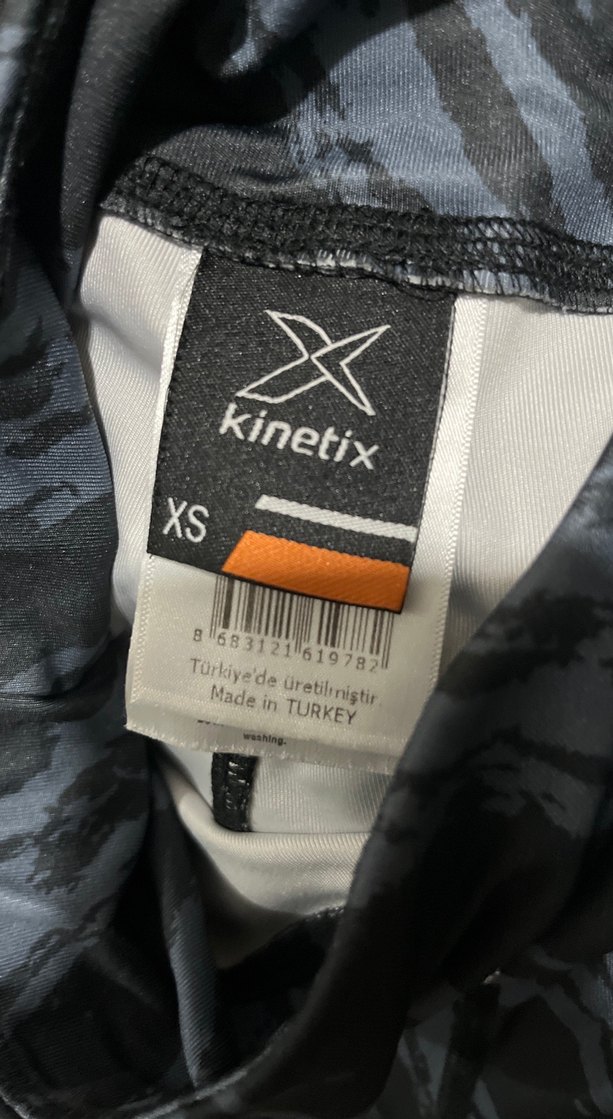 kinetix
XS
8 683121 619782
Türkiye'de üretilmiştir
Made in TURKEY
washing.